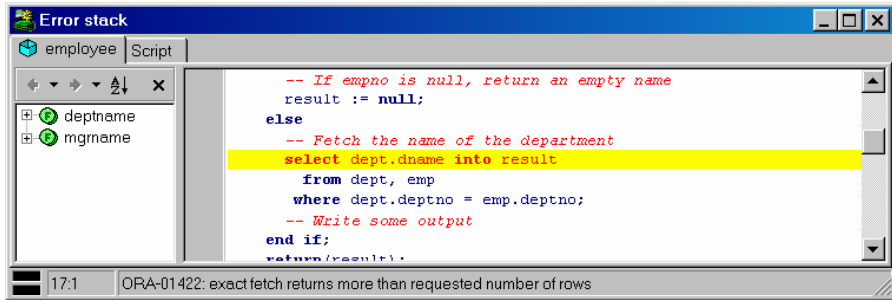 Error stack
employee Script
deptname
mgrname
-- If empno is null, return an empty name
result := null;
else
-- Fetch the name of the department
select dept.dname into result
from dept, emp
where dept.deptno = emp.deptno;
-- Write some output
end if;
return(result);
17:1 ORA-01422: exact fetch returns more than requested number of rows